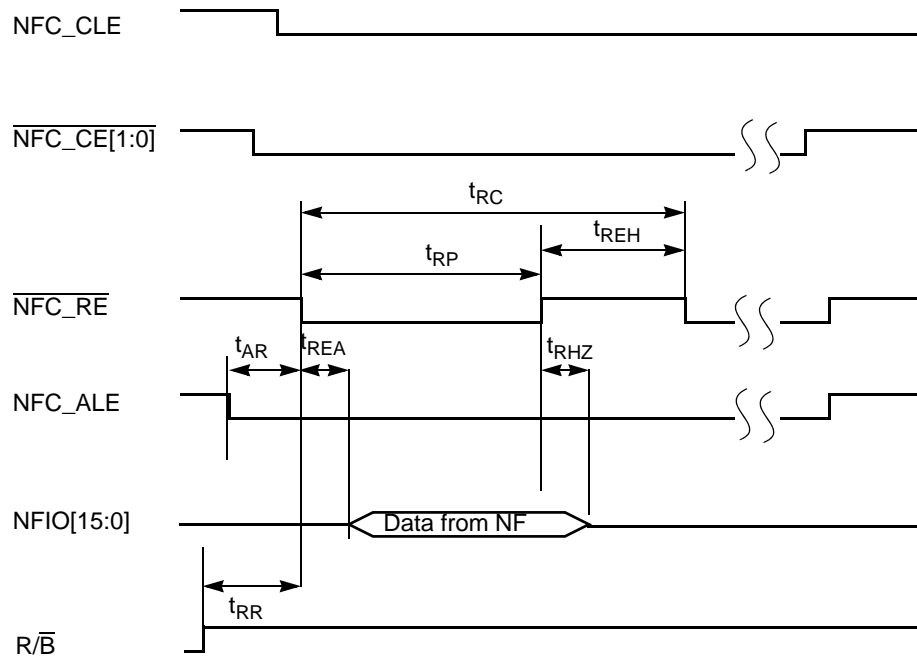 NFC_CLE
NFC_CE[1:0]
tRC
tREH
tRP
NFC_RE
tAR
tREA
tRHZ
NFC_ALE
NFIO[15:0]
Data from NF
tRR
R/B